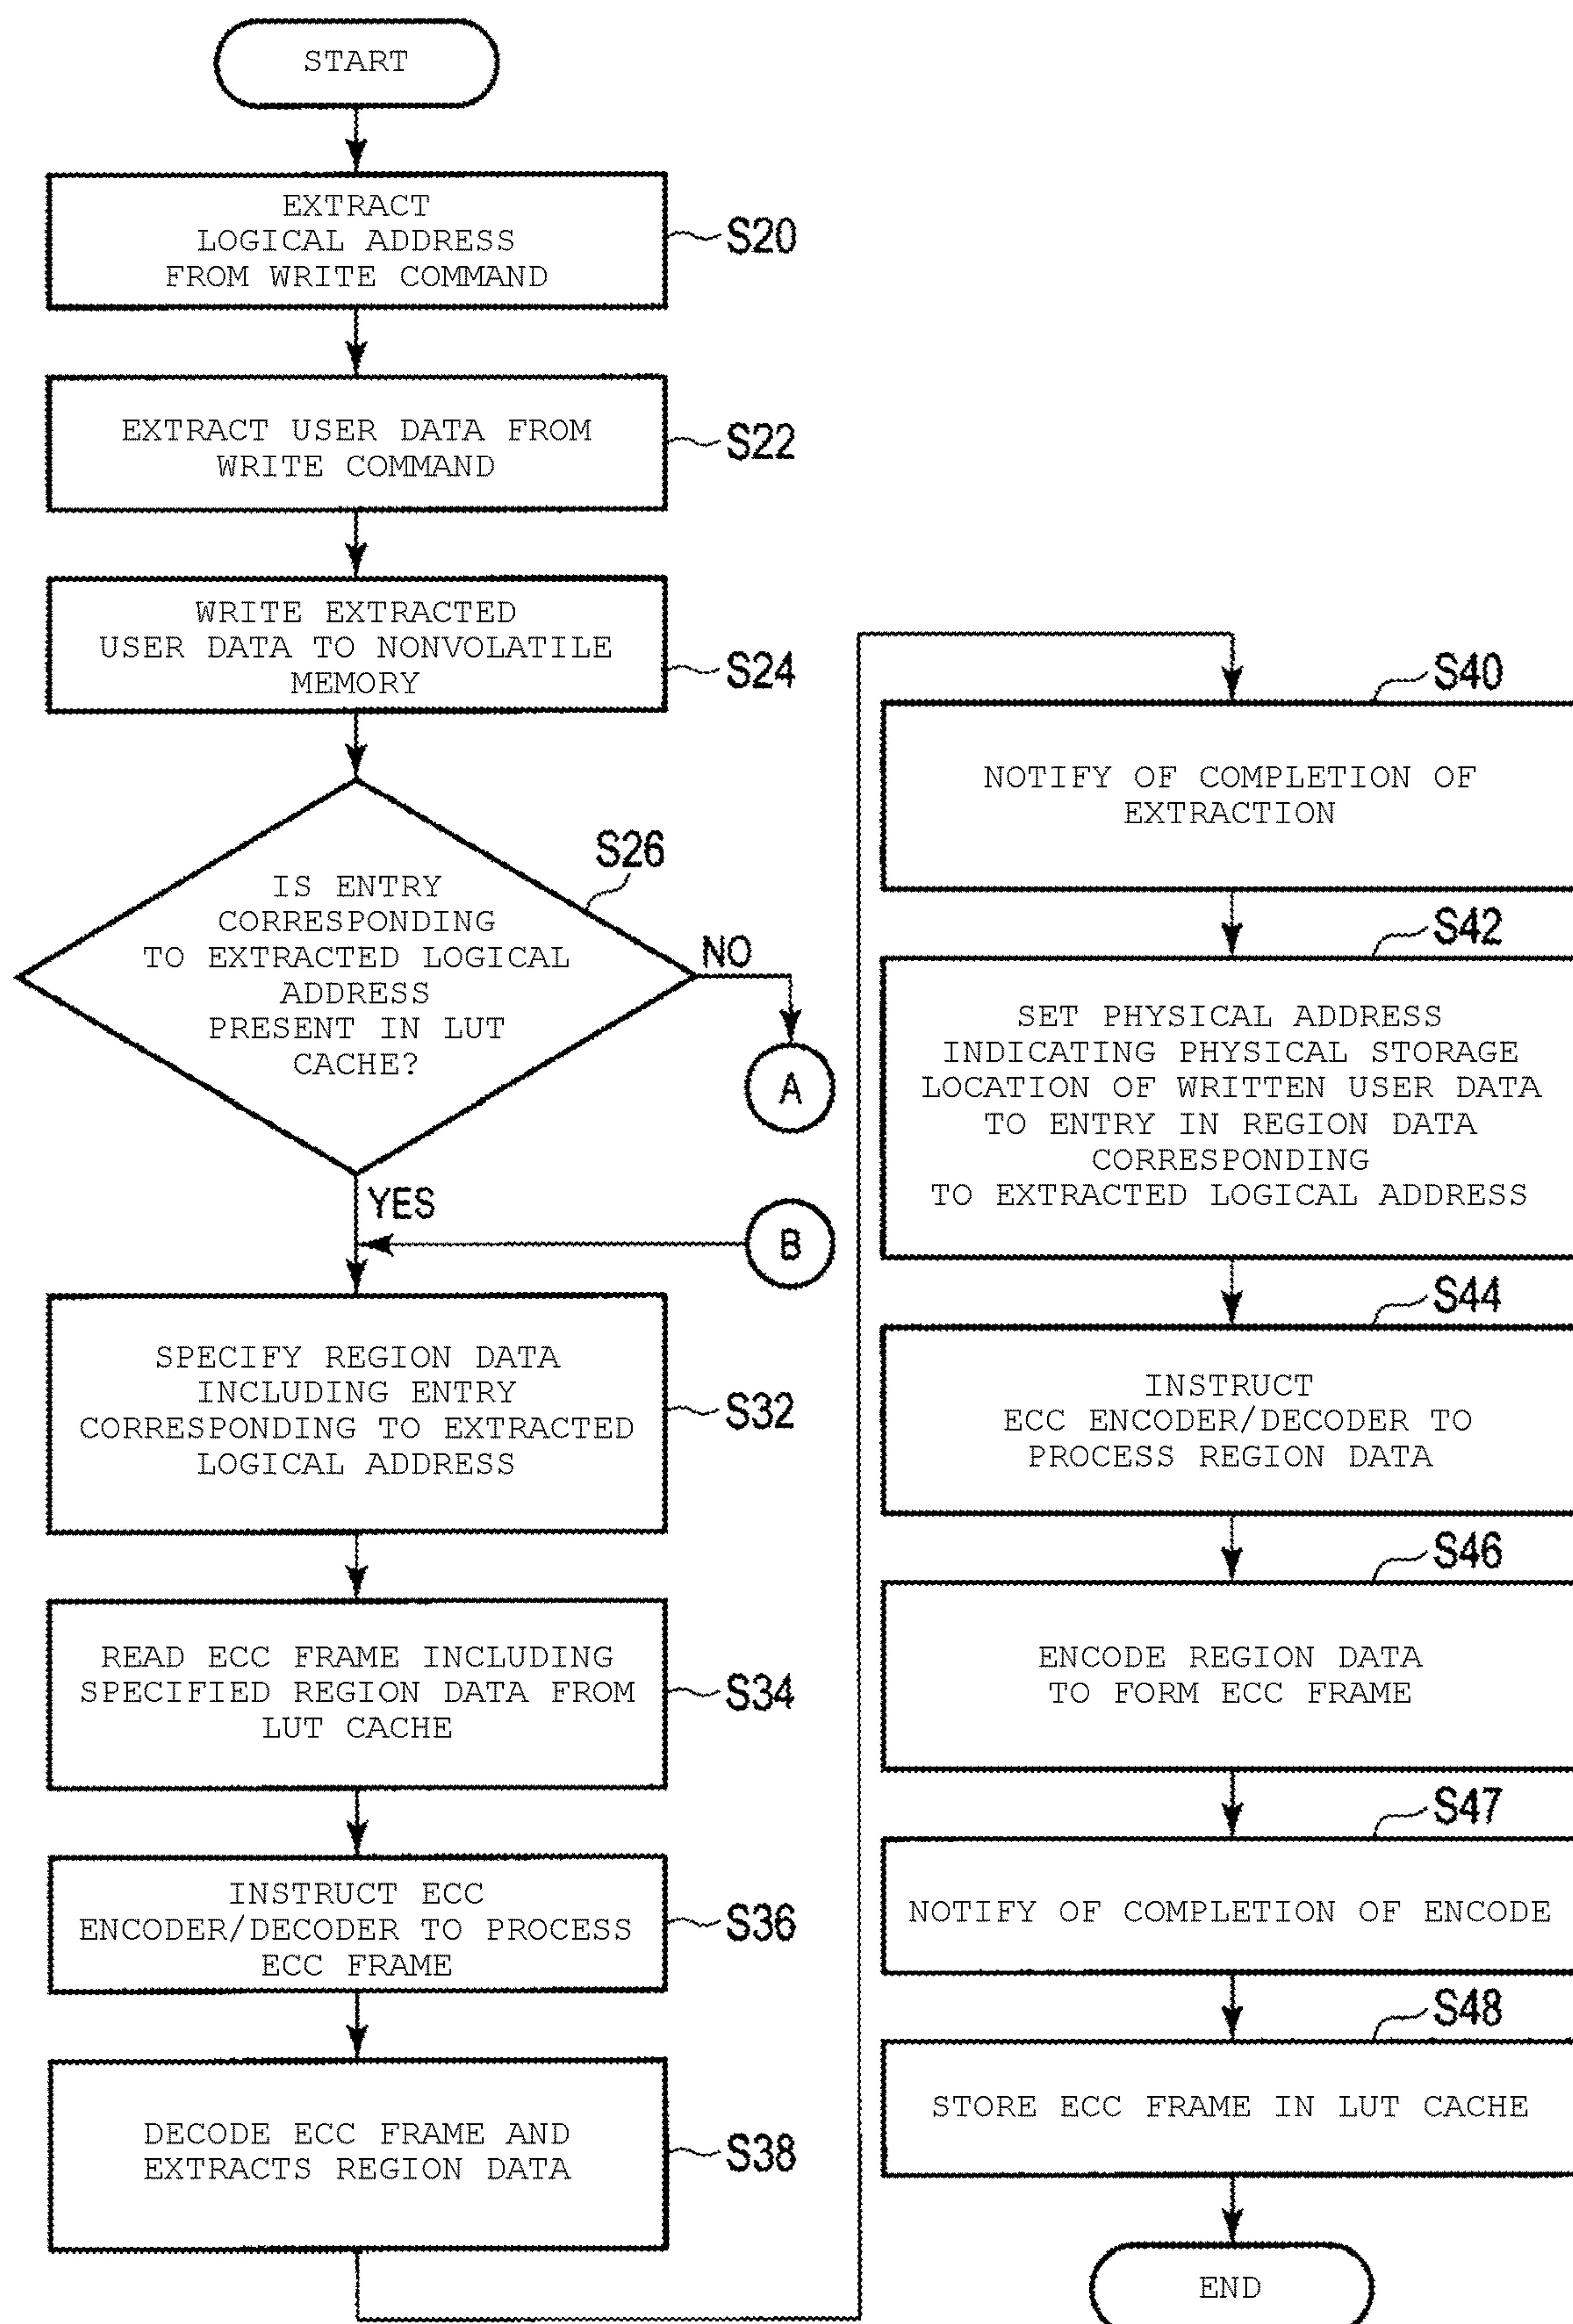 START
EXTRACT
LOGICAL ADDRESS
FROM WRITE COMMAND
S20
EXTRACT USER DATA FROM
WRITE COMMAND
S22
WRITE EXTRACTED
USER DATA TO NONVOLATILE
MEMORY
S24
IS ENTRY
CORRESPONDING
TO EXTRACTED LOGICAL
ADDRESS
PRESENT IN LUT
CACHE?
S26
NO
A
YES
B
SPECIFY REGION DATA
INCLUDING ENTRY
CORRESPONDING TO EXTRACTED
LOGICAL ADDRESS
S32
READ ECC FRAME INCLUDING
SPECIFIED REGION DATA FROM
LUT CACHE
S34
INSTRUCT ECC
ENCODER/DECODER TO PROCESS
ECC FRAME
S36
DECODE ECC FRAME AND
EXTRACTS REGION DATA
S38
S40
NOTIFY OF COMPLETION OF
EXTRACTION
S42
SET PHYSICAL ADDRESS
INDICATING PHYSICAL STORAGE
LOCATION OF WRITTEN USER DATA
TO ENTRY IN REGION DATA
CORRESPONDING
TO EXTRACTED LOGICAL ADDRESS
S44
INSTRUCT
ECC ENCODER/DECODER TO
PROCESS REGION DATA
S46
ENCODE REGION DATA
TO FORM ECC FRAME
S47
NOTIFY OF COMPLETION OF ENCODE
S48
STORE ECC FRAME IN LUT CACHE
END